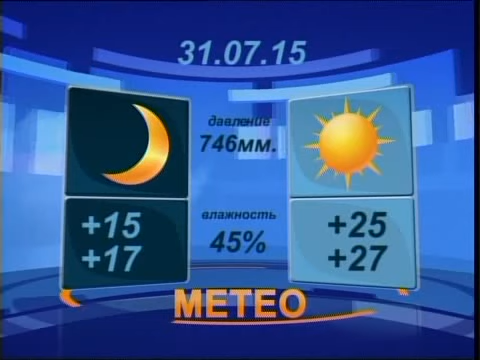 31.07.15
давление
746мм.
+15
+17
влажность
45%
+25
+27
МЕТЕО